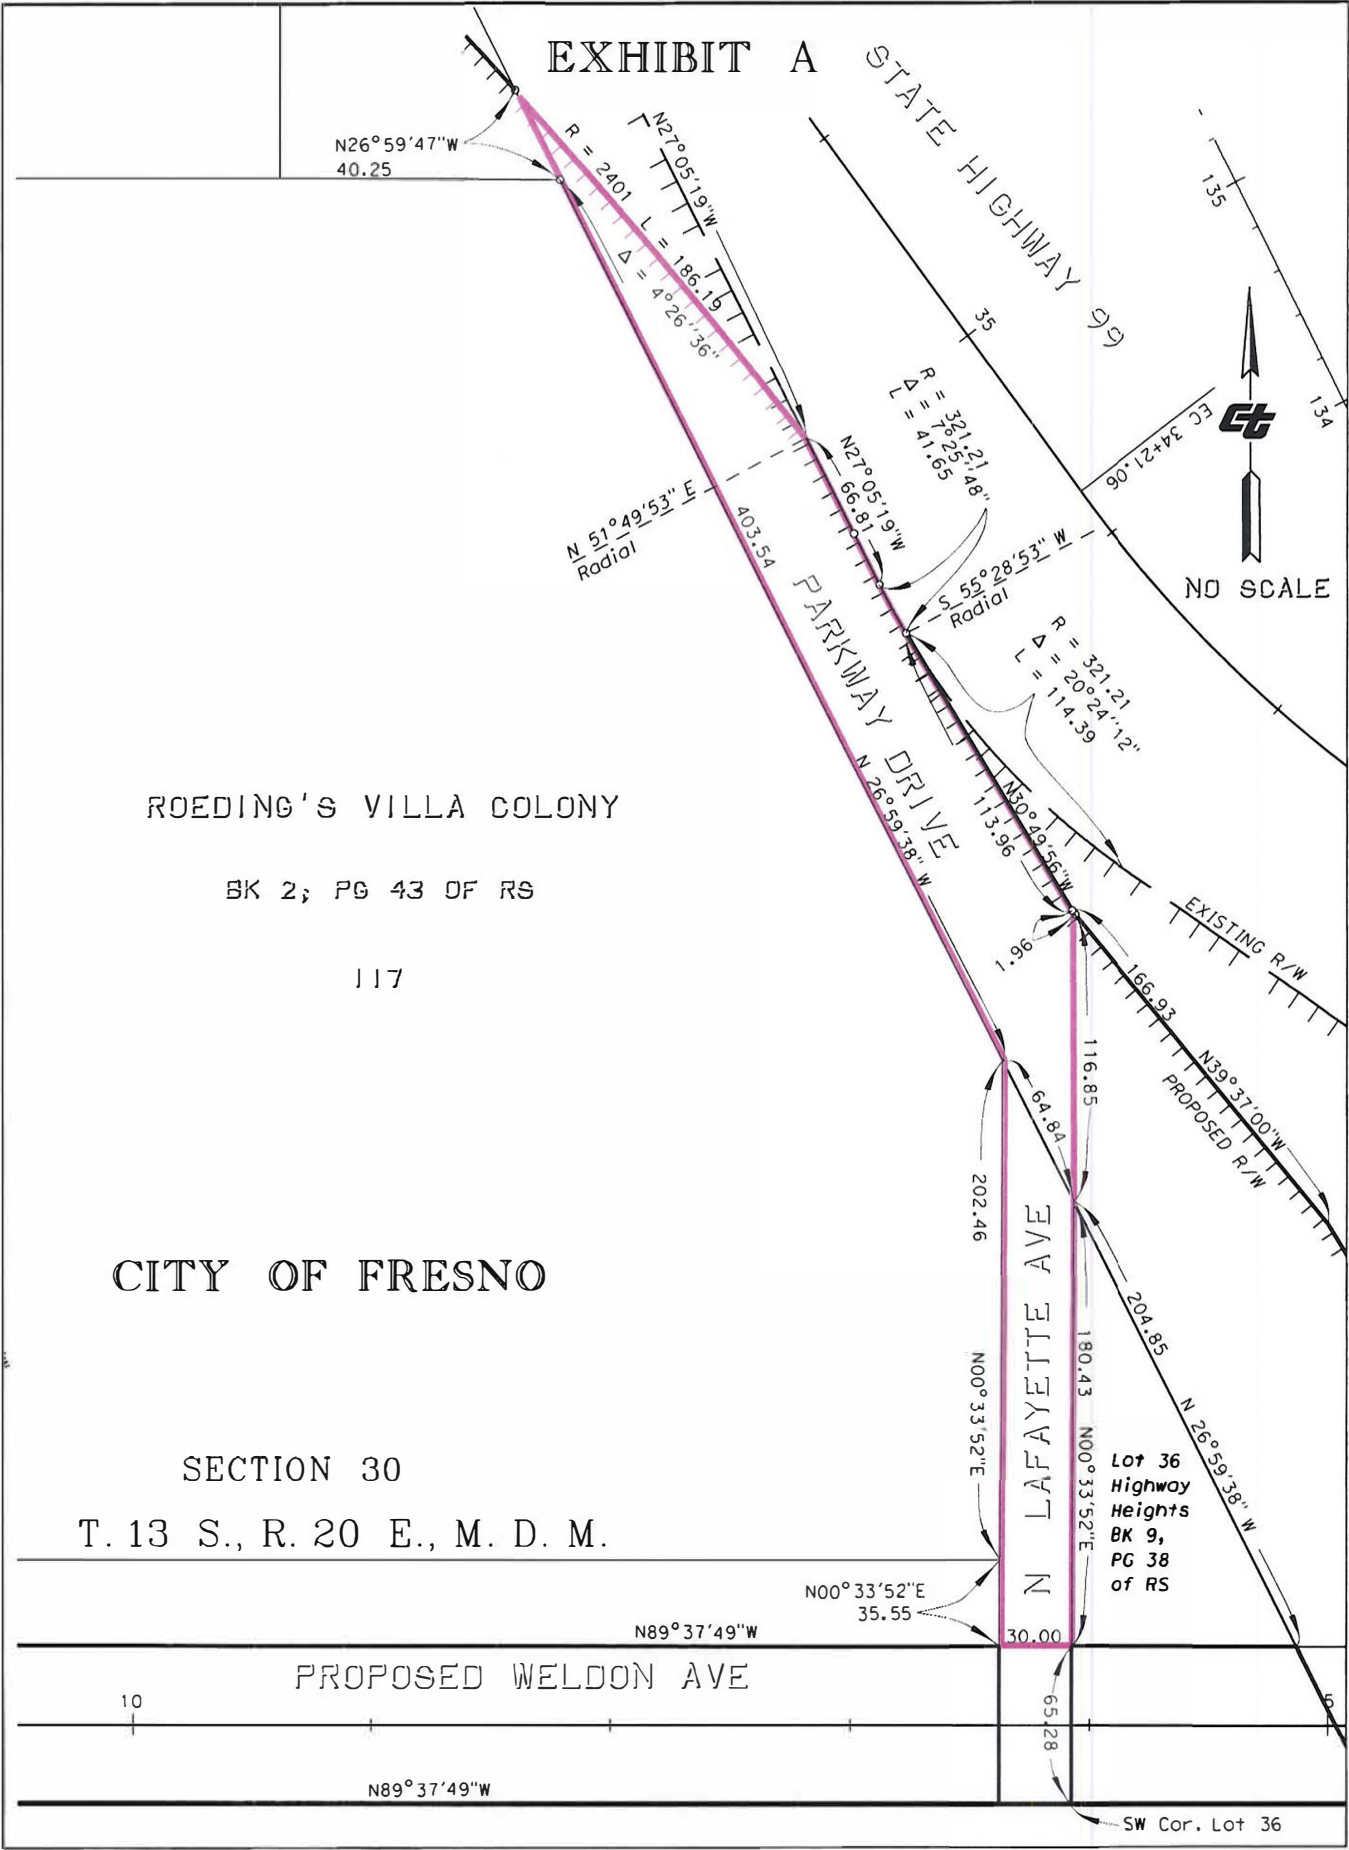 EXHIBIT A
STATE HIGHWAY 99
N26°59'47"W
40.25
R = 2401 L = 186.19
Δ = 4°26'36"
N27°05'19"W
135
134
35
EC 34+21.06
Ct
NO SCALE
R = 321.21
Δ = 7°25'48"
L = 41.65
N27°05'19"W
66.81
N 51°49'53" E
Radial
403.54
S 55°28'53" W
Radial
R = 321.21
Δ = 20°24'12"
L = 114.39
PARKWAY DRIVE
N 26°59'38" W
N30°49'56"W
113.96
ROEDING'S VILLA COLONY
BK 2; PG 43 OF RS
117
EXISTING R/W
1.96
166.93
N39°37'00"W
PROPOSED R/W
116.85
64.84
202.46
CITY OF FRESNO
204.85
180.43 N00°33'52"E
N00°33'52"E
N 26°59'38" W
N LAFAYETTE AVE
Lot 36
Highway
Heights
BK 9,
PG 38
of RS
SECTION 30
T. 13 S., R. 20 E., M. D. M.
N00°33'52"E
35.55
N89°37'49"W
30.00
PROPOSED WELDON AVE
10
5
65.28
N89°37'49"W
SW Cor. Lot 36